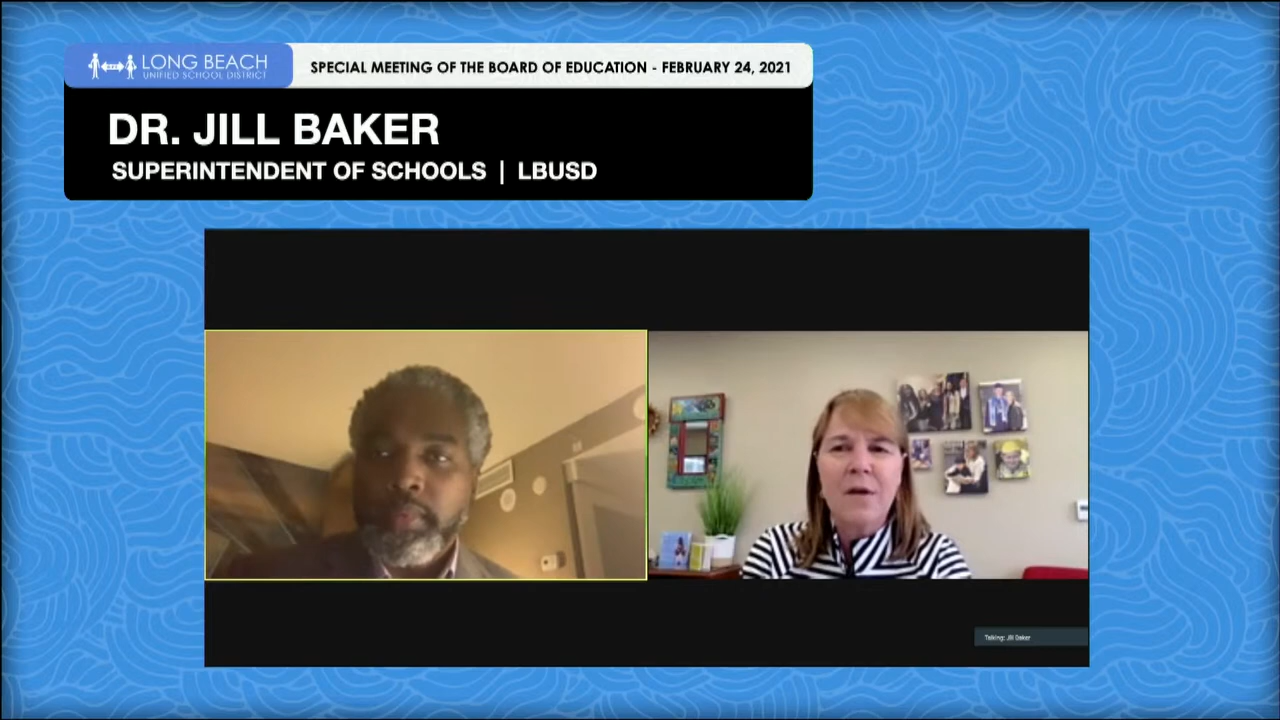 LONG BEACH
UNIFIED SCHOOL DISTRICT
SPECIAL MEETING OF THE BOARD OF EDUCATION - FEBRUARY 24, 2021
DR. JILL BAKER
SUPERINTENDENT OF SCHOOLS | LBUSD
Talking: Jill Baker